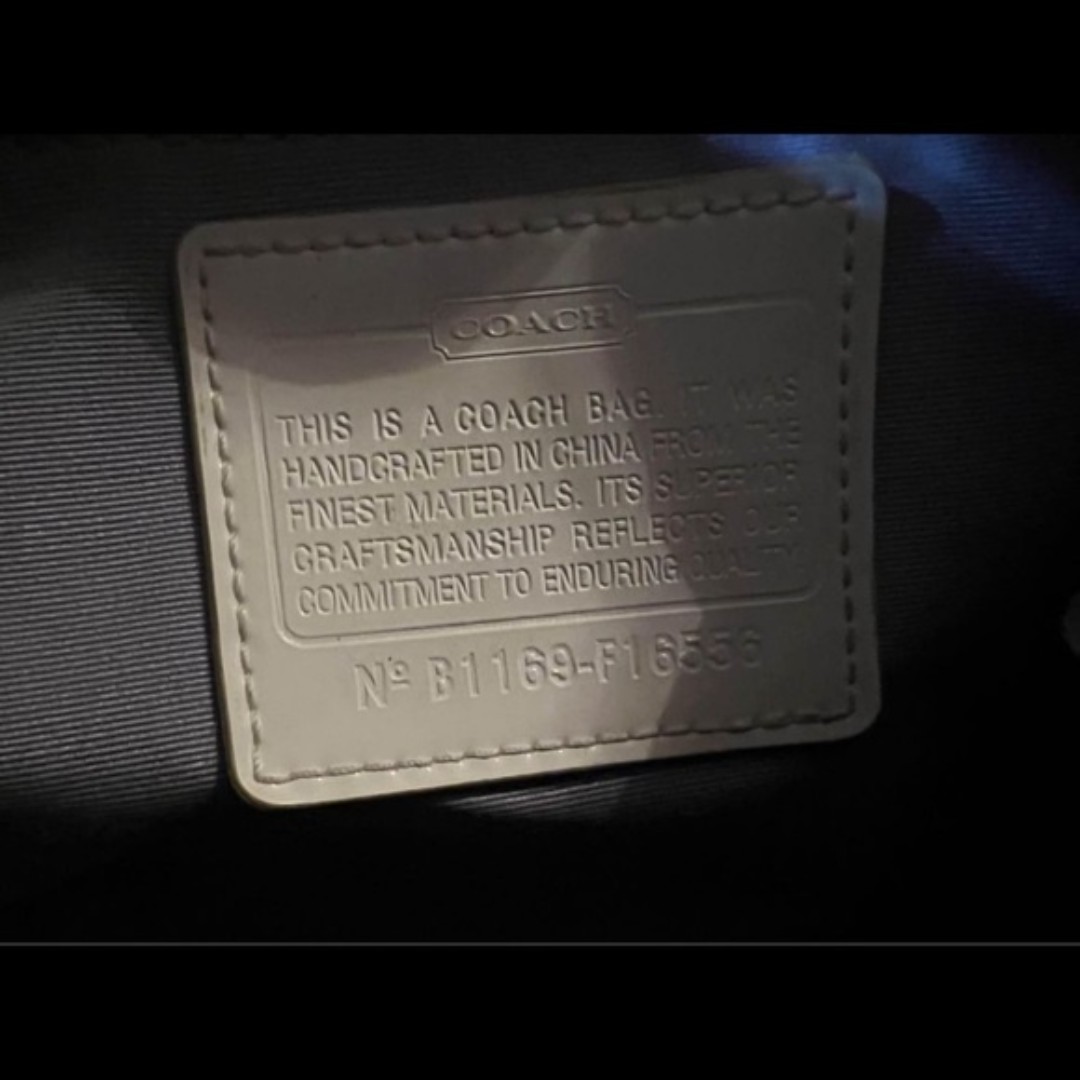 COACH
THIS IS A COACH BAG. IT WAS
HANDCRAFTED IN CHINA FROM THE
FINEST MATERIALS. ITS SUPERIOR
CRAFTSMANSHIP REFLECTS OUR
COMMITMENT TO ENDURING QUALITY.
Nº B1169-F16556